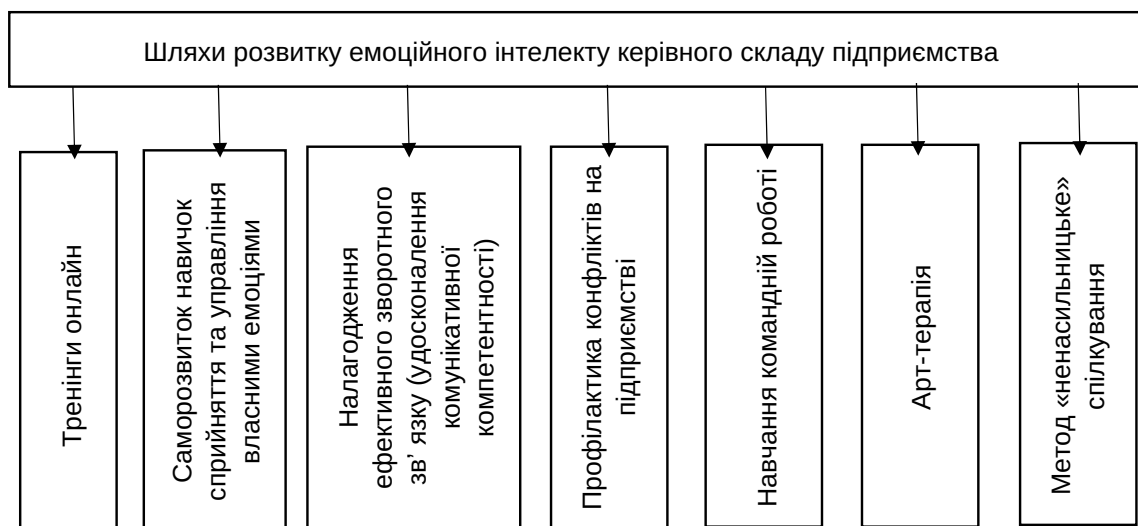 Шляхи розвитку емоційного інтелекту керівного складу підприємства
Тренінги онлайн
Саморозвиток навичок
сприйняття та управління
власними емоціями
Налагодження
ефективного зворотного
зв’ язку (удосконалення
комунікативної
компетентності)
Профілактика конфліктів на
підприємстві
Навчання командній роботі
Арт-терапія
Метод «ненасильницьке»
спілкування